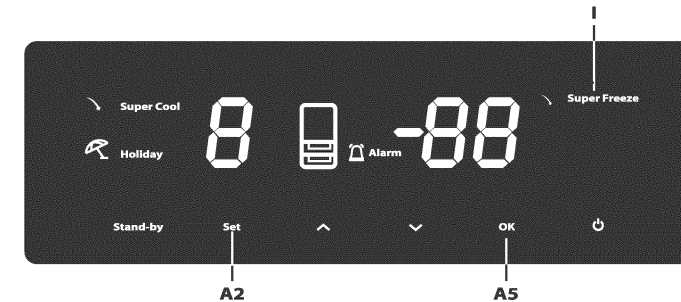 I
Super Cool
8
-88
Super Freeze
Holiday
Alarm
Stand-by
Set
OK
A2
A5